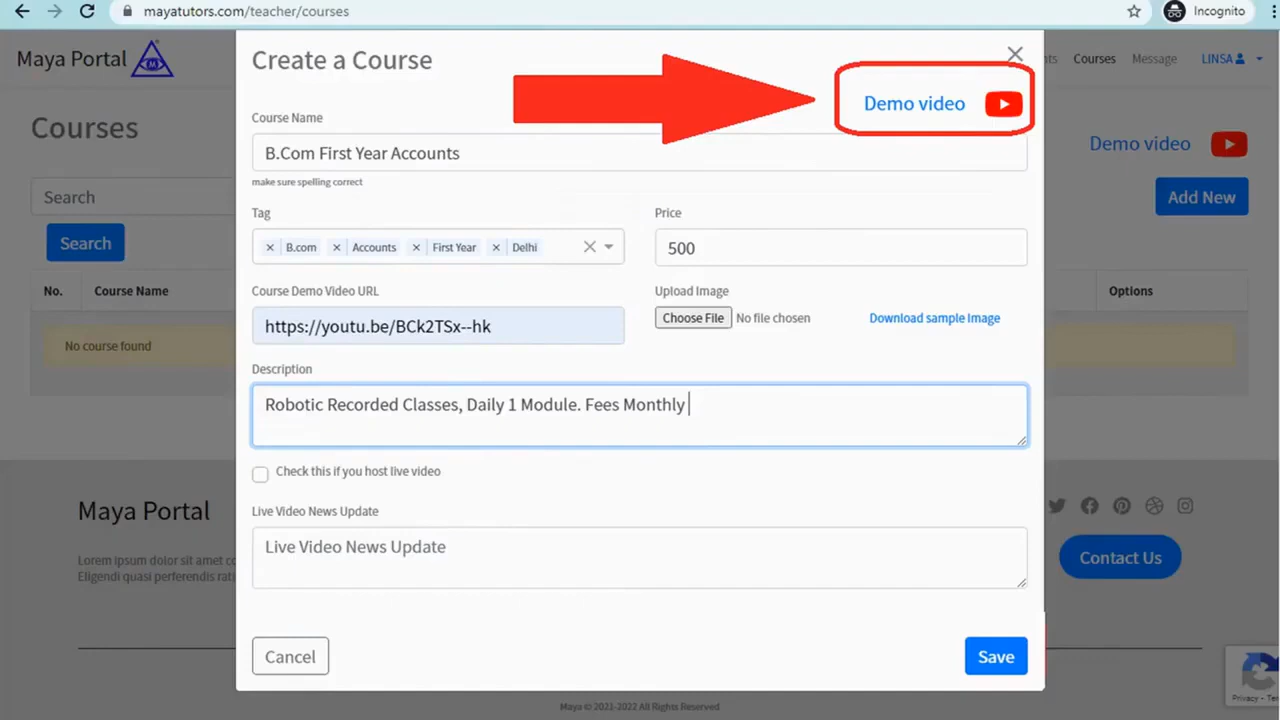 mayatutors.com/teacher/courses
Incognito
Maya Portal
Create a Course
nts Courses Message LINSA
Demo video
Courses
Course Name
Demo video
B.Com First Year Accounts
make sure spelling correct
Search
Add New
Tag
Price
× B.com × Accounts × First Year × Delhi
500
Search
No. Course Name
Course Demo Video URL
Upload Image
Options
https://youtu.be/BCk2TSx--hk
Choose File No file chosen
Download sample Image
No course found
Description
Robotic Recorded Classes, Daily 1 Module. Fees Monthly
Check this if you host live video
Maya Portal
Live Video News Update
Live Video News Update
Lorem ipsum dolor sit amet co
Eligendi quasi perferendis rati
Contact Us
Cancel
Save
Privacy - Ter
Maya © 2021-2022 All Rights Reserved